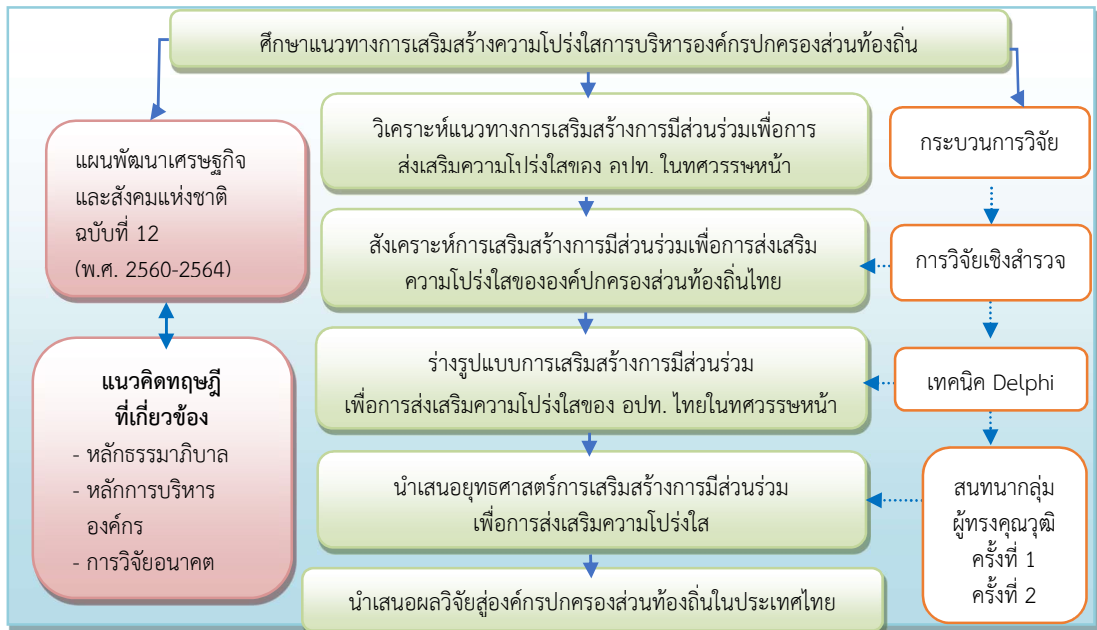 ศึกษาแนวทางการเสริมสร้างความโปร่งใสการบริหารองค์กรปกครองส่วนท้องถิ่น
แผนพัฒนาเศรษฐกิจ
และสังคมแห่งชาติ
ฉบับที่ 12
(พ.ศ. 2560-2564)
แนวคิดทฤษฎี
ที่เกี่ยวข้อง
- หลักธรรมาภิบาล
- หลักการบริหาร
องค์กร
- การวิจัยอนาคต
วิเคราะห์แนวทางการเสริมสร้างการมีส่วนร่วมเพื่อการ
ส่งเสริมความโปร่งใสของ อปท. ในทศวรรษหน้า
สังเคราะห์การเสริมสร้างการมีส่วนร่วมเพื่อการส่งเสริม
ความโปร่งใสขององค์ปกครองส่วนท้องถิ่นไทย
ร่างรูปแบบการเสริมสร้างการมีส่วนร่วม
เพื่อการส่งเสริมความโปร่งใสของ อปท. ไทยในทศวรรษหน้า
นำเสนอยุทธศาสตร์การเสริมสร้างการมีส่วนร่วม
เพื่อการส่งเสริมความโปร่งใส
นำเสนอผลวิจัยสู่องค์กรปกครองส่วนท้องถิ่นในประเทศไทย
กระบวนการวิจัย
การวิจัยเชิงสำรวจ
เทคนิค Delphi
สนทนากลุ่ม
ผู้ทรงคุณวุฒิ
ครั้งที่ 1
ครั้งที่ 2